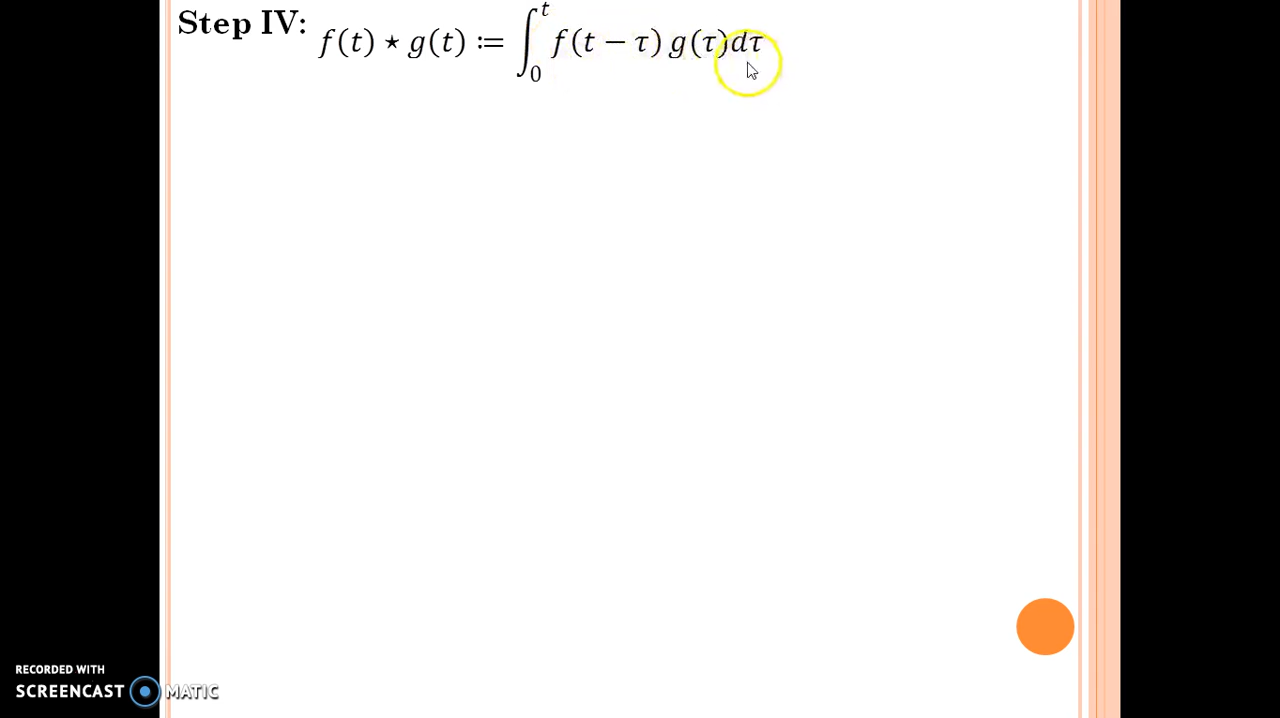 Step IV: f(t) ⋆ g(t) ≔ ∫₀ᵗ f(t − τ) g(τ)dτ
RECORDED WITH
SCREENCAST MATIC